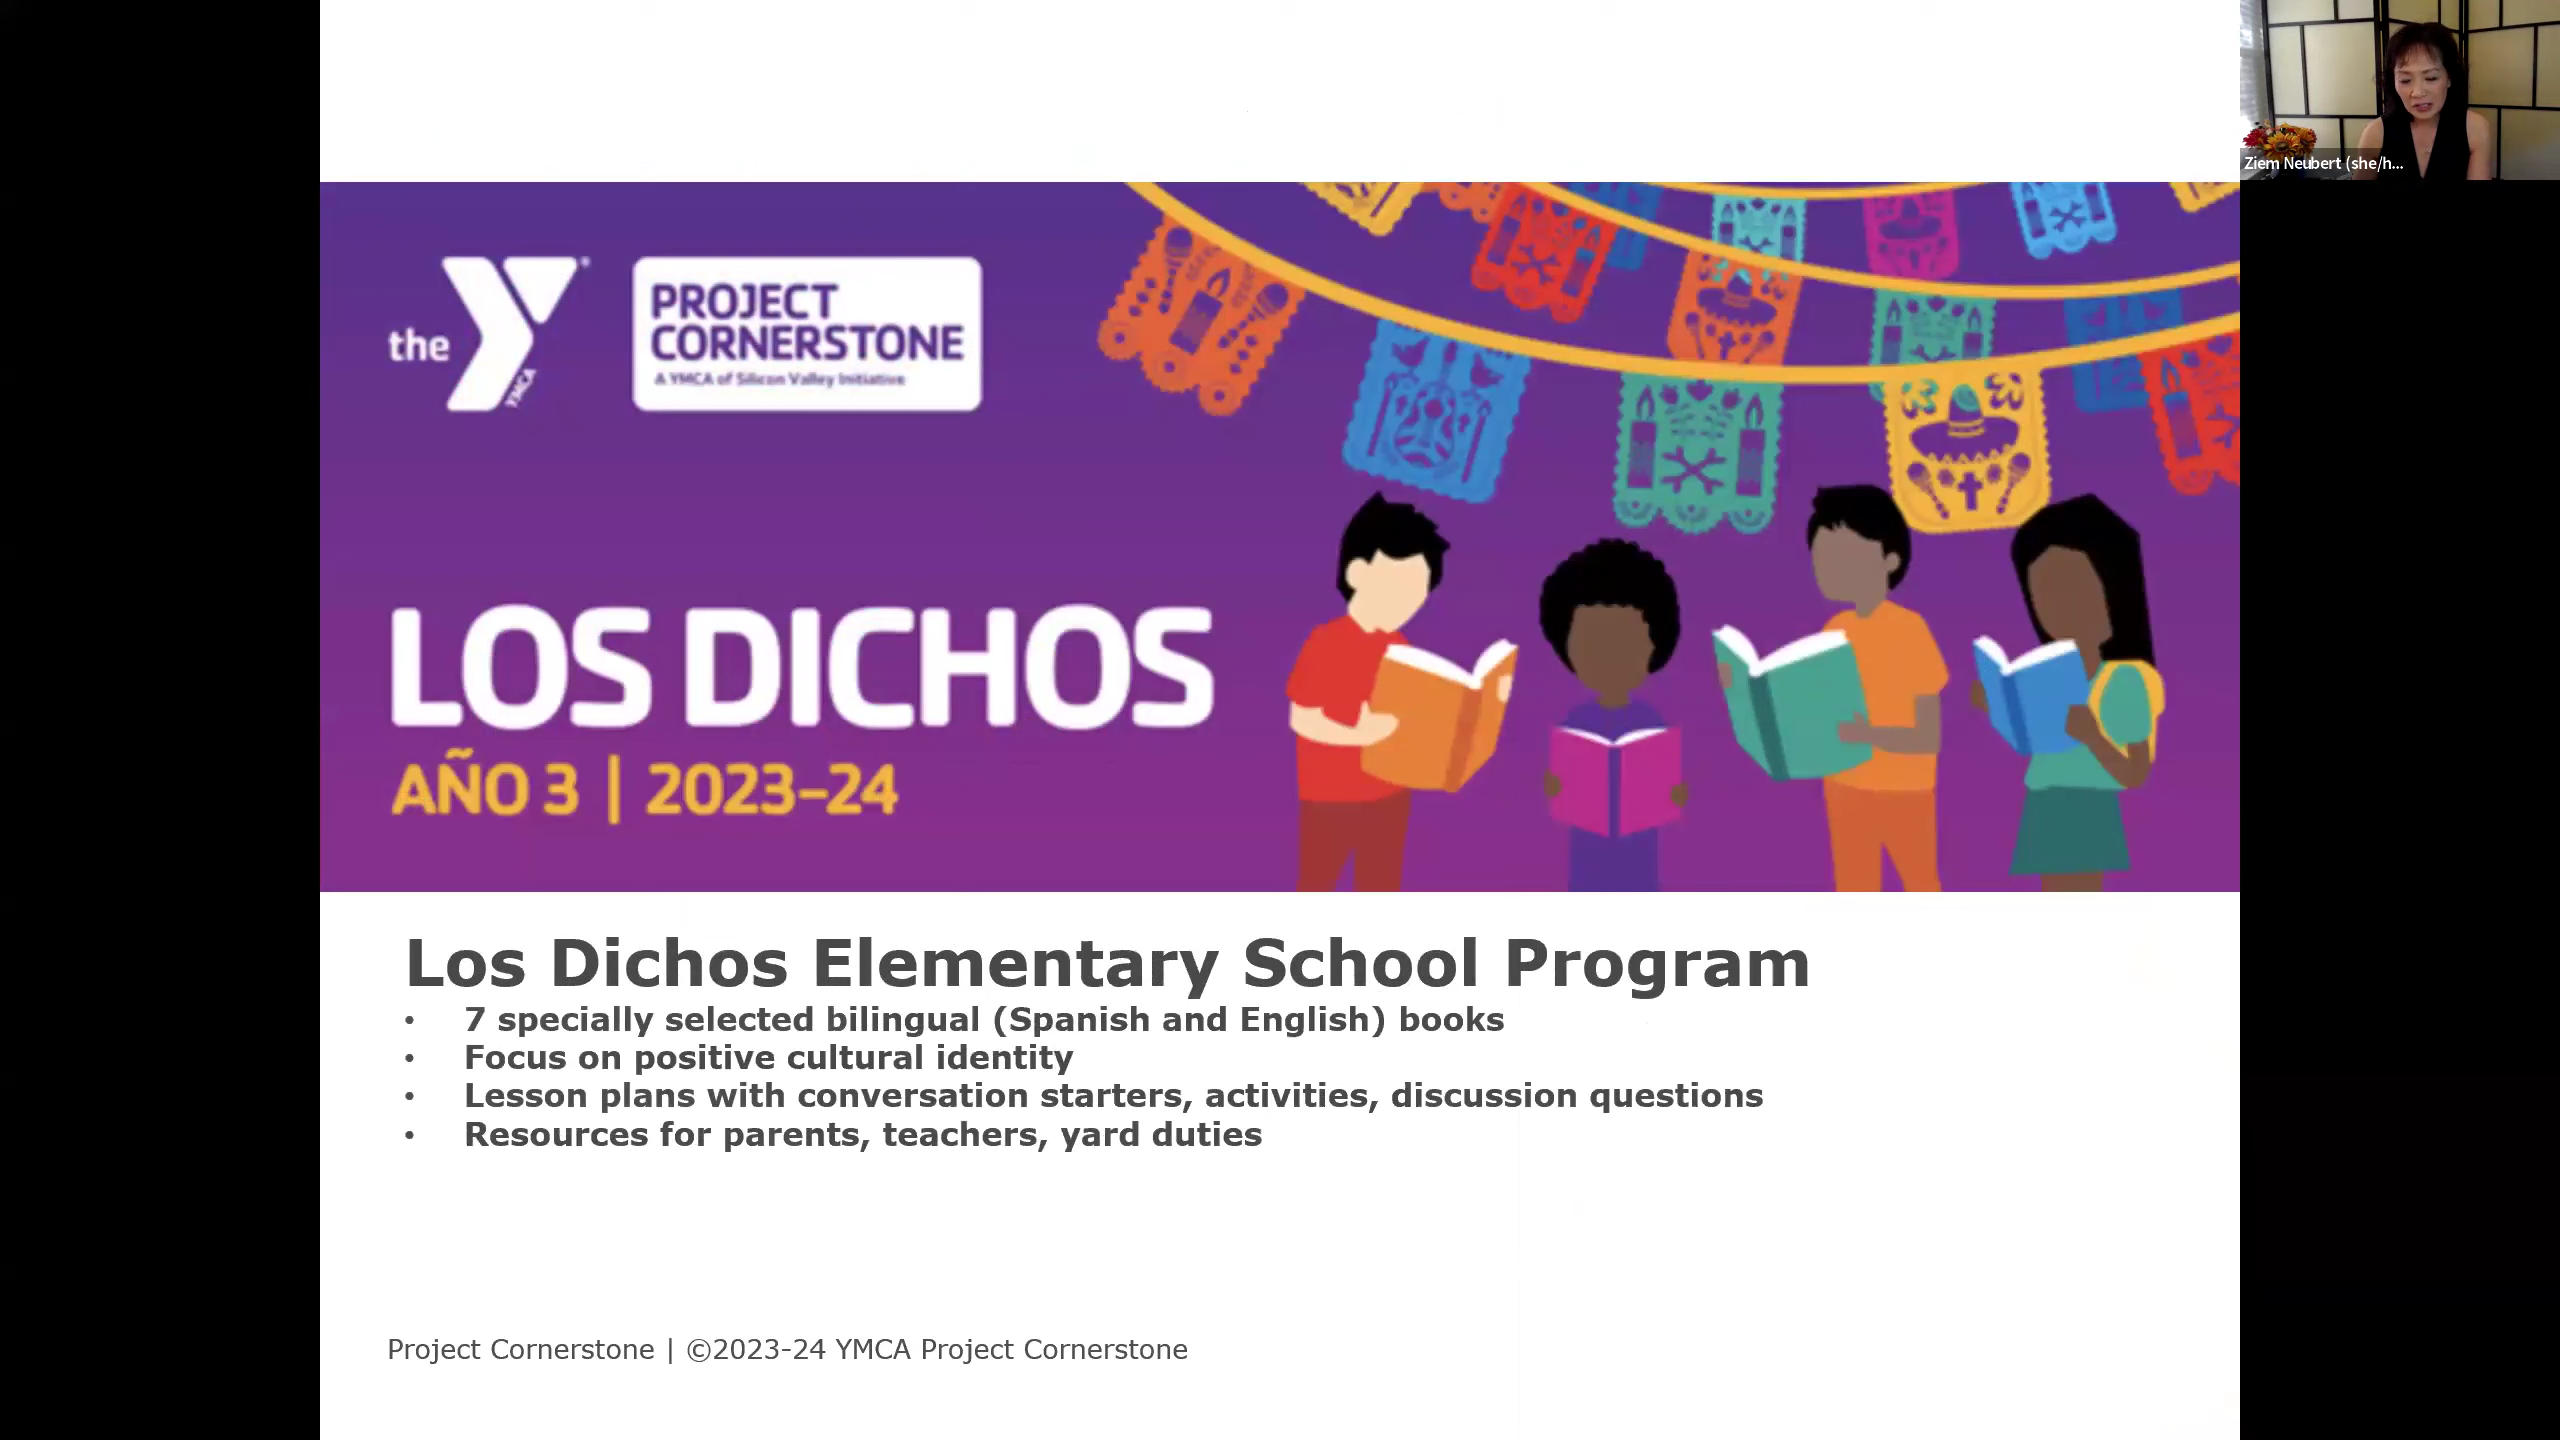 Ziem Neubert (she/h...
the
YMCA
PROJECT
CORNERSTONE
A YMCA of Silicon Valley Initiative
LOS DICHOS
AÑO 3 | 2023-24
Los Dichos Elementary School Program
• 7 specially selected bilingual (Spanish and English) books
• Focus on positive cultural identity
• Lesson plans with conversation starters, activities, discussion questions
• Resources for parents, teachers, yard duties
Project Cornerstone | ©2023-24 YMCA Project Cornerstone